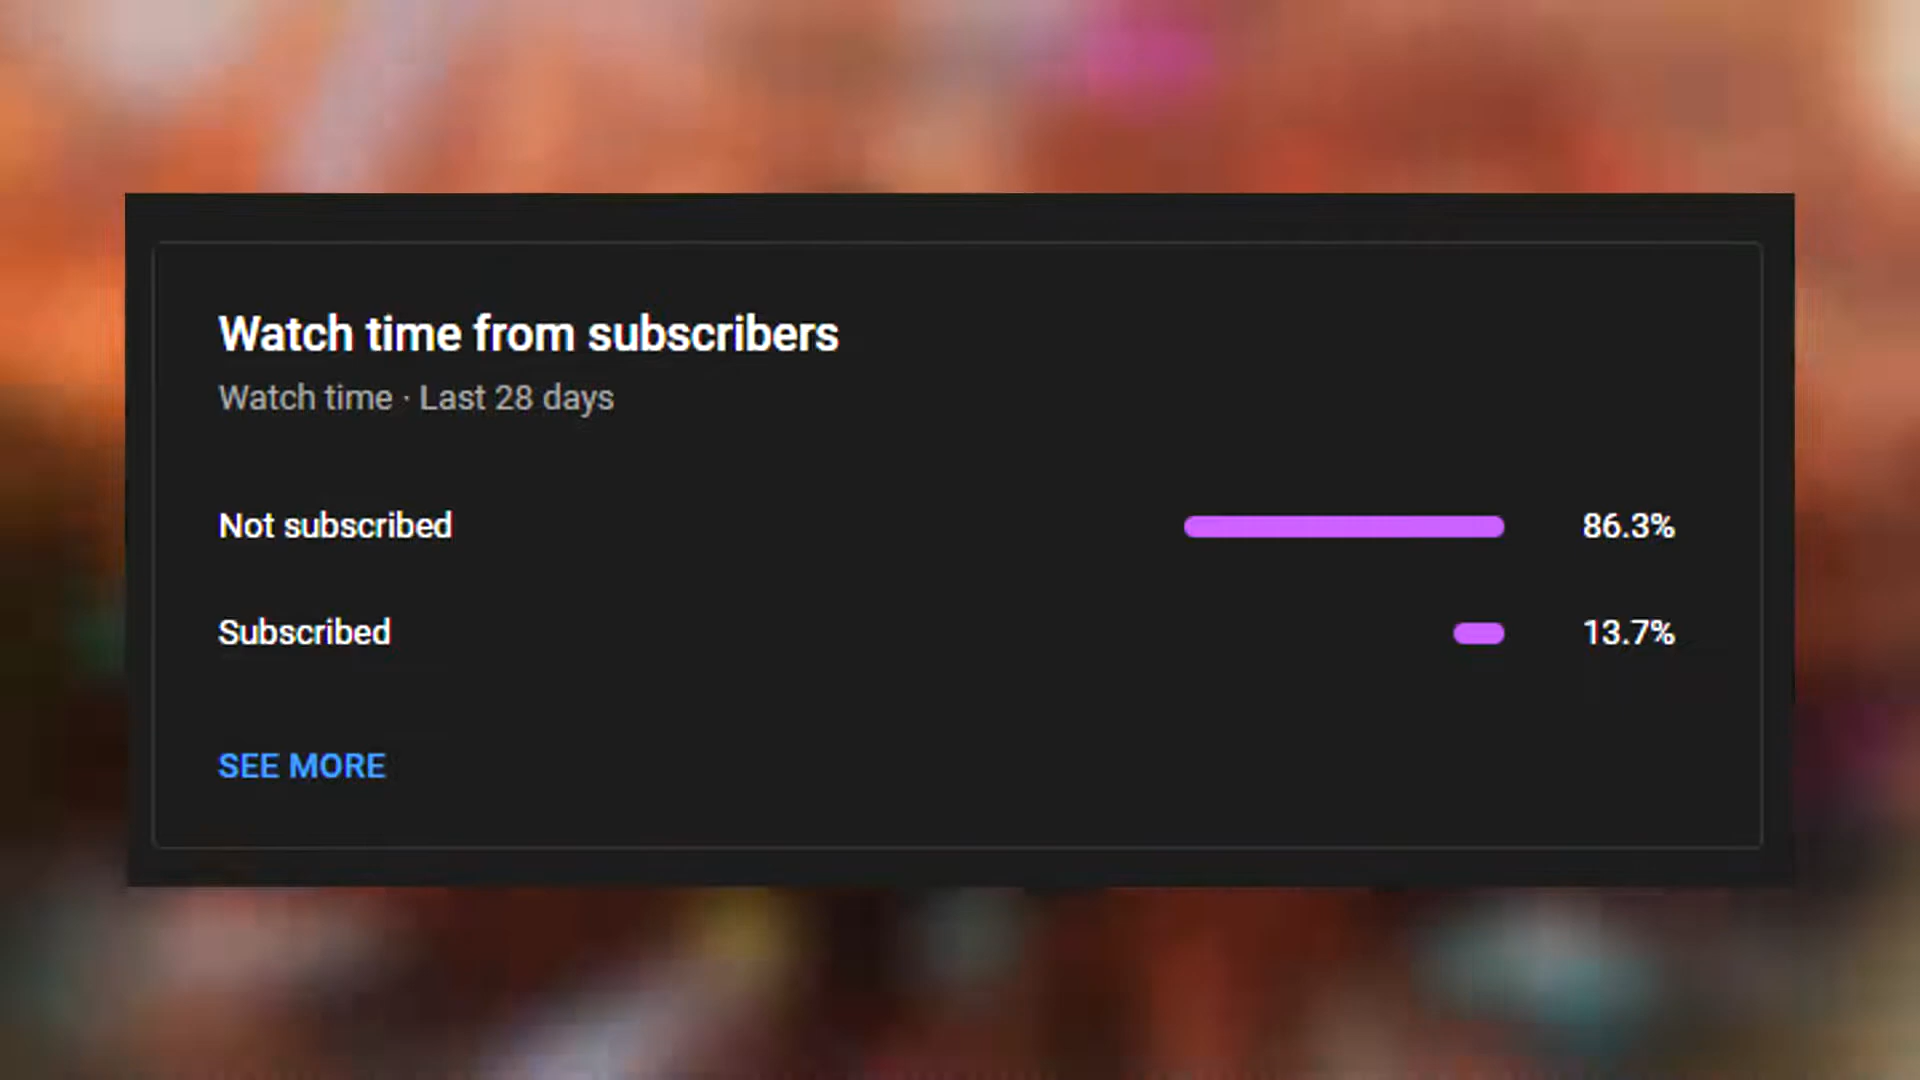 Watch time from subscribers
Watch time · Last 28 days
Not subscribed 86.3%
Subscribed 13.7%
SEE MORE